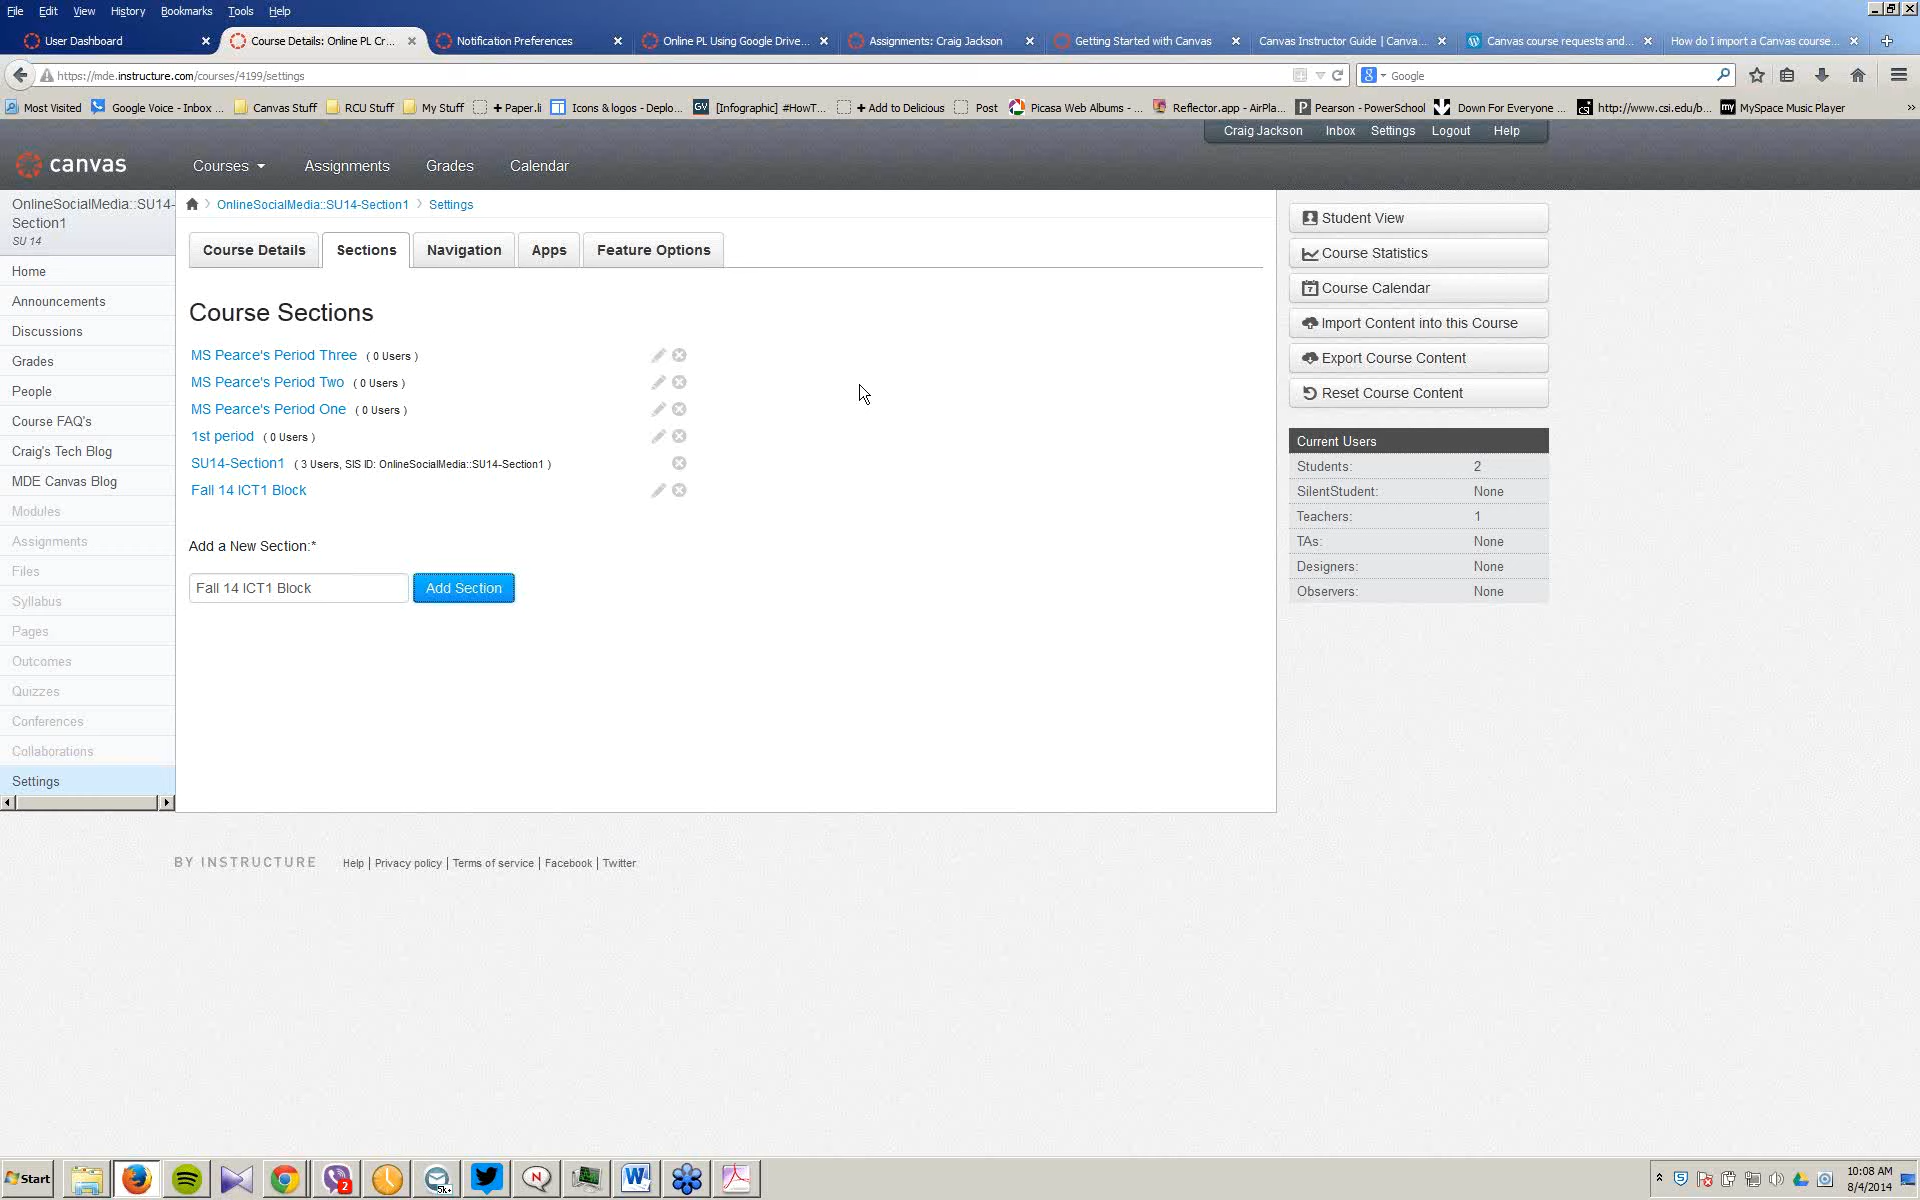 File Edit View History Bookmarks Tools Help
User Dashboard
Course Details: Online PL Cr...
Notification Preferences
Online PL Using Google Drive...
Assignments: Craig Jackson
Getting Started with Canvas
Canvas Instructor Guide | Canva...
Canvas course requests and...
How do I import a Canvas course...
https://mde.instructure.com/courses/4199/settings
Google
Most Visited
Google Voice - Inbox ...
Canvas Stuff
RCU Stuff
My Stuff
+ Paper.li
Icons & logos - Deplo...
[Infographic] #HowT...
+ Add to Delicious
Post
Picasa Web Albums - ...
Reflector.app - AirPla...
Pearson - PowerSchool
Down For Everyone ...
http://www.csi.edu/b...
MySpace Music Player
Craig Jackson Inbox Settings Logout Help
canvas
Courses Assignments Grades Calendar
OnlineSocialMedia::SU14-
Section1
SU 14
OnlineSocialMedia::SU14-Section1 Settings
Home
Announcements
Discussions
Grades
People
Course FAQ's
Craig's Tech Blog
MDE Canvas Blog
Modules
Assignments
Files
Syllabus
Pages
Outcomes
Quizzes
Conferences
Collaborations
Settings
Course Details Sections Navigation Apps Feature Options
Course Sections
MS Pearce's Period Three ( 0 Users )
MS Pearce's Period Two ( 0 Users )
MS Pearce's Period One ( 0 Users )
1st period ( 0 Users )
SU14-Section1 ( 3 Users, SIS ID: OnlineSocialMedia::SU14-Section1 )
Fall 14 ICT1 Block
Add a New Section:*
Fall 14 ICT1 Block Add Section
Student View
Course Statistics
Course Calendar
Import Content into this Course
Export Course Content
Reset Course Content
Current Users
Students: 2
SilentStudent: None
Teachers: 1
TAs: None
Designers: None
Observers: None
BY INSTRUCTURE Help | Privacy policy | Terms of service | Facebook | Twitter
Start
2
5k+
10:08 AM
8/4/2014